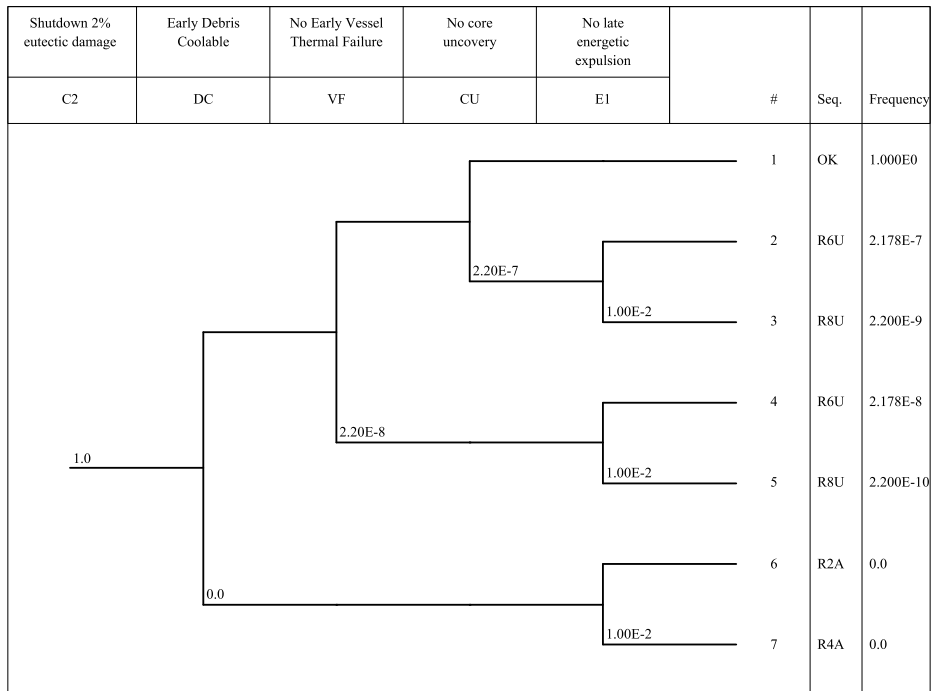 Shutdown 2%
eutectic damage
Early Debris
Coolable
No Early Vessel
Thermal Failure
No core
uncovery
No late
energetic
expulsion
C2 DC VF CU E1 # Seq. Frequency
1 OK 1.000E0
2 R6U 2.178E-7
2.20E-7
1.00E-2
3 R8U 2.200E-9
4 R6U 2.178E-8
2.20E-8
1.0
1.00E-2
5 R8U 2.200E-10
6 R2A 0.0
0.0
1.00E-2
7 R4A 0.0